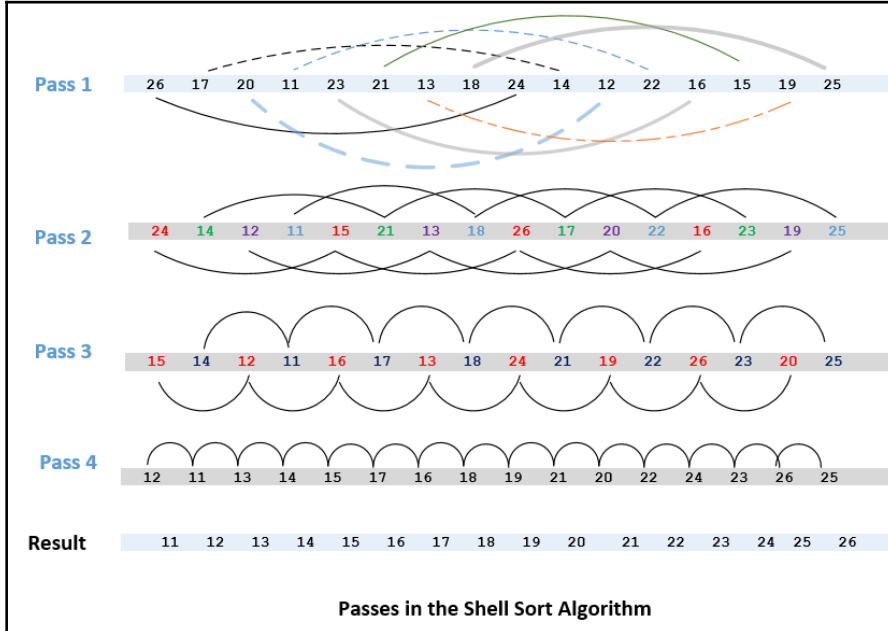 Pass 1 26 17 20 11 23 21 13 18 24 14 12 22 16 15 19 25
Pass 2 24 14 12 11 15 21 13 18 26 17 20 22 16 23 19 25
Pass 3 15 14 12 11 16 17 13 18 24 21 19 22 26 23 20 25
Pass 4 12 11 13 14 15 17 16 18 19 21 20 22 24 23 26 25
Result 11 12 13 14 15 16 17 18 19 20 21 22 23 24 25 26
Passes in the Shell Sort Algorithm